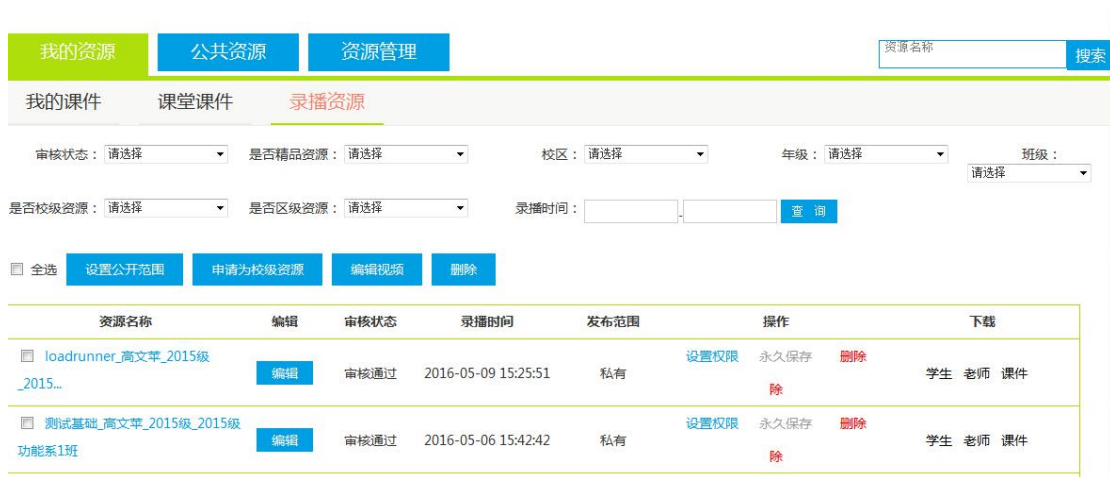 我的资源 公共资源 资源管理 资源名称 搜索
我的课件 课堂课件 录播资源
审核状态： 请选择 是否精品资源： 请选择 校区： 请选择 年级： 请选择 班级：
请选择
是否校级资源： 请选择 是否区级资源： 请选择 录播时间： - 查 询
全选 设置公开范围 申请为校级资源 编辑视频 删除
资源名称 编辑 审核状态 录播时间 发布范围 操作 下载
loadrunner_高文苹_2015级
_2015... 编辑 审核通过 2016-05-09 15:25:51 私有 设置权限 永久保存 删除 学生 老师 课件
除
测试基础_高文苹_2015级_2015级
功能系1班 编辑 审核通过 2016-05-06 15:42:42 私有 设置权限 永久保存 删除 学生 老师 课件
除